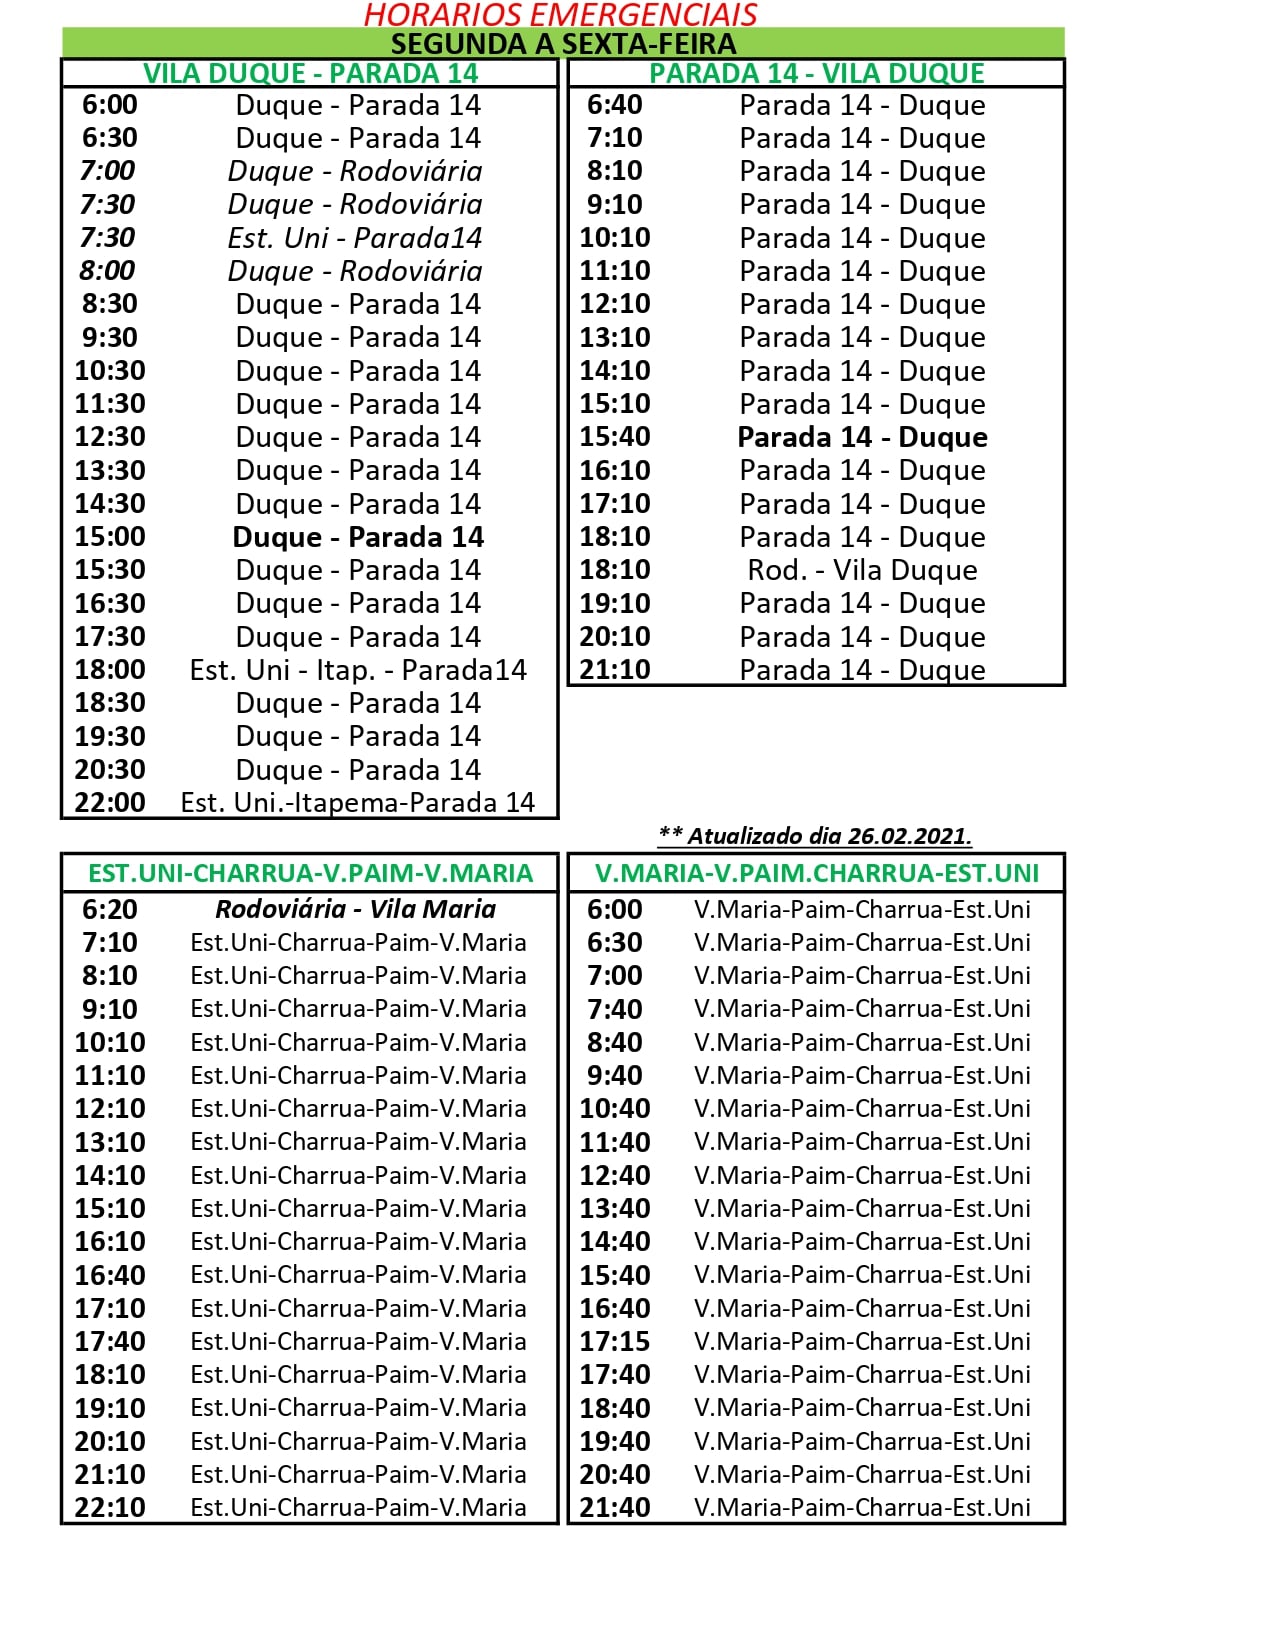 HORARIOS EMERGENCIAIS
SEGUNDA A SEXTA-FEIRA
VILA DUQUE - PARADA 14
6:00 Duque - Parada 14
6:30 Duque - Parada 14
7:00 Duque - Rodoviária
7:30 Duque - Rodoviária
7:30 Est. Uni - Parada14
8:00 Duque - Rodoviária
8:30 Duque - Parada 14
9:30 Duque - Parada 14
10:30 Duque - Parada 14
11:30 Duque - Parada 14
12:30 Duque - Parada 14
13:30 Duque - Parada 14
14:30 Duque - Parada 14
15:00 Duque - Parada 14
15:30 Duque - Parada 14
16:30 Duque - Parada 14
17:30 Duque - Parada 14
18:00 Est. Uni - Itap. - Parada14
18:30 Duque - Parada 14
19:30 Duque - Parada 14
20:30 Duque - Parada 14
22:00 Est. Uni.-Itapema-Parada 14
PARADA 14 - VILA DUQUE
6:40 Parada 14 - Duque
7:10 Parada 14 - Duque
8:10 Parada 14 - Duque
9:10 Parada 14 - Duque
10:10 Parada 14 - Duque
11:10 Parada 14 - Duque
12:10 Parada 14 - Duque
13:10 Parada 14 - Duque
14:10 Parada 14 - Duque
15:10 Parada 14 - Duque
15:40 Parada 14 - Duque
16:10 Parada 14 - Duque
17:10 Parada 14 - Duque
18:10 Parada 14 - Duque
18:10 Rod. - Vila Duque
19:10 Parada 14 - Duque
20:10 Parada 14 - Duque
21:10 Parada 14 - Duque
** Atualizado dia 26.02.2021.
EST.UNI-CHARRUA-V.PAIM-V.MARIA
6:20 Rodoviária - Vila Maria
7:10 Est.Uni-Charrua-Paim-V.Maria
8:10 Est.Uni-Charrua-Paim-V.Maria
9:10 Est.Uni-Charrua-Paim-V.Maria
10:10 Est.Uni-Charrua-Paim-V.Maria
11:10 Est.Uni-Charrua-Paim-V.Maria
12:10 Est.Uni-Charrua-Paim-V.Maria
13:10 Est.Uni-Charrua-Paim-V.Maria
14:10 Est.Uni-Charrua-Paim-V.Maria
15:10 Est.Uni-Charrua-Paim-V.Maria
16:10 Est.Uni-Charrua-Paim-V.Maria
16:40 Est.Uni-Charrua-Paim-V.Maria
17:10 Est.Uni-Charrua-Paim-V.Maria
17:40 Est.Uni-Charrua-Paim-V.Maria
18:10 Est.Uni-Charrua-Paim-V.Maria
19:10 Est.Uni-Charrua-Paim-V.Maria
20:10 Est.Uni-Charrua-Paim-V.Maria
21:10 Est.Uni-Charrua-Paim-V.Maria
22:10 Est.Uni-Charrua-Paim-V.Maria
V.MARIA-V.PAIM.CHARRUA-EST.UNI
6:00 V.Maria-Paim-Charrua-Est.Uni
6:30 V.Maria-Paim-Charrua-Est.Uni
7:00 V.Maria-Paim-Charrua-Est.Uni
7:40 V.Maria-Paim-Charrua-Est.Uni
8:40 V.Maria-Paim-Charrua-Est.Uni
9:40 V.Maria-Paim-Charrua-Est.Uni
10:40 V.Maria-Paim-Charrua-Est.Uni
11:40 V.Maria-Paim-Charrua-Est.Uni
12:40 V.Maria-Paim-Charrua-Est.Uni
13:40 V.Maria-Paim-Charrua-Est.Uni
14:40 V.Maria-Paim-Charrua-Est.Uni
15:40 V.Maria-Paim-Charrua-Est.Uni
16:40 V.Maria-Paim-Charrua-Est.Uni
17:15 V.Maria-Paim-Charrua-Est.Uni
17:40 V.Maria-Paim-Charrua-Est.Uni
18:40 V.Maria-Paim-Charrua-Est.Uni
19:40 V.Maria-Paim-Charrua-Est.Uni
20:40 V.Maria-Paim-Charrua-Est.Uni
21:40 V.Maria-Paim-Charrua-Est.Uni